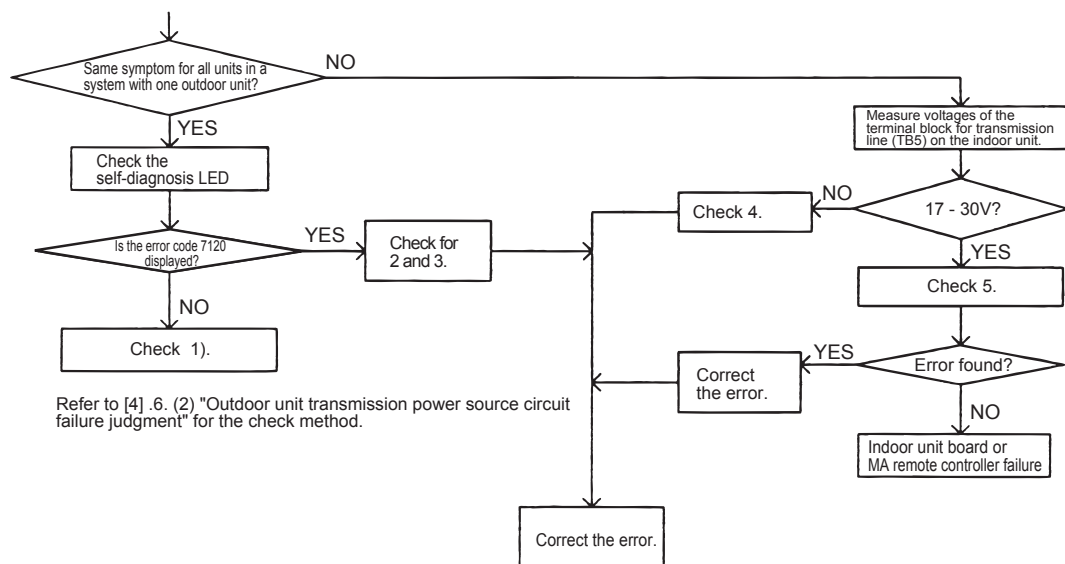 Same symptom for all units in a
system with one outdoor unit?
NO
YES
Check the
self-diagnosis LED
Is the error code 7120
displayed?
YES
Check for
2 and 3.
NO
Check 1).
Refer to [4] .6. (2) "Outdoor unit transmission power source circuit
failure judgment" for the check method.
Measure voltages of the
terminal block for transmission
line (TB5) on the indoor unit.
17 - 30V?
NO
Check 4.
YES
Check 5.
Error found?
YES
Correct
the error.
NO
Indoor unit board or
MA remote controller failure
Correct the error.